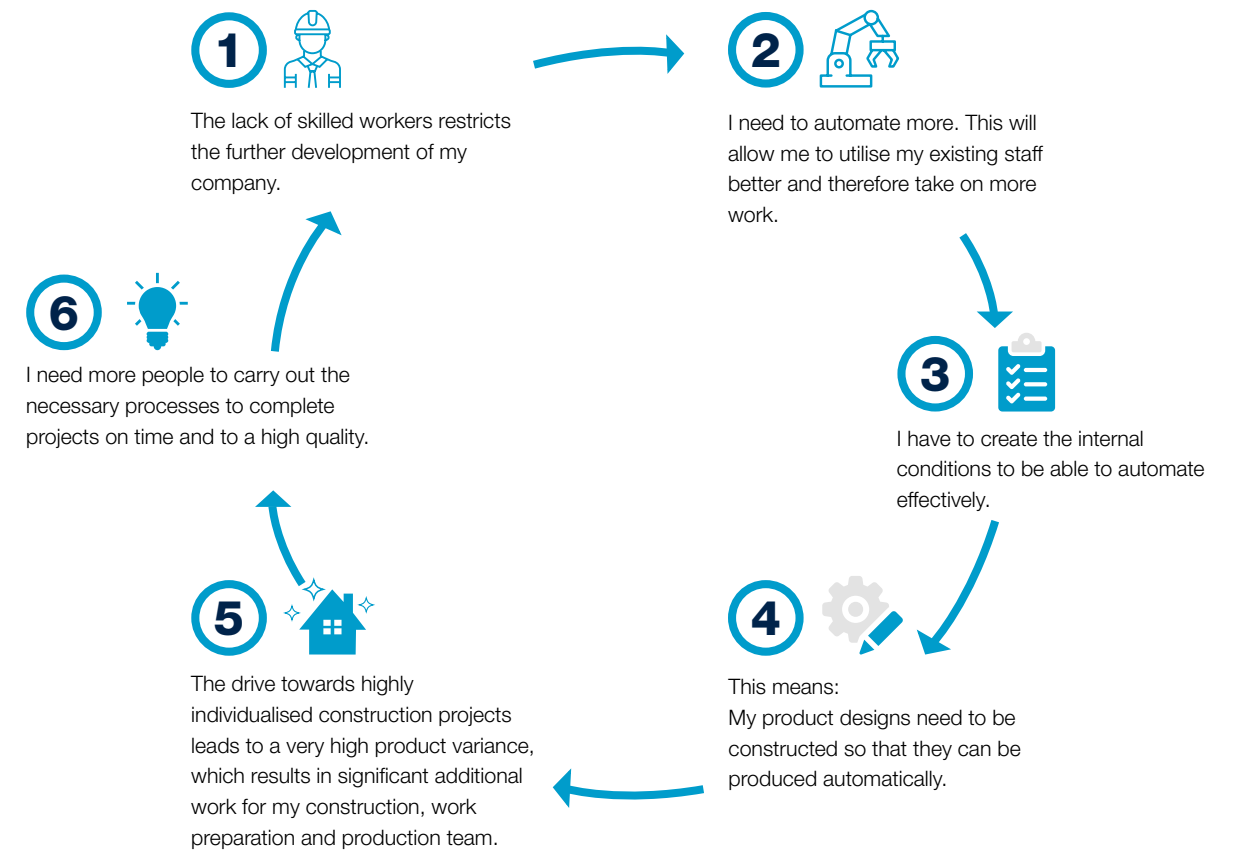 1
The lack of skilled workers restricts
the further development of my
company.
2
I need to automate more. This will
allow me to utilise my existing staff
better and therefore take on more
work.
3
I have to create the internal
conditions to be able to automate
effectively.
4
This means:
My product designs need to be
constructed so that they can be
produced automatically.
5
The drive towards highly
individualised construction projects
leads to a very high product variance,
which results in significant additional
work for my construction, work
preparation and production team.
6
I need more people to carry out the
necessary processes to complete
projects on time and to a high quality.